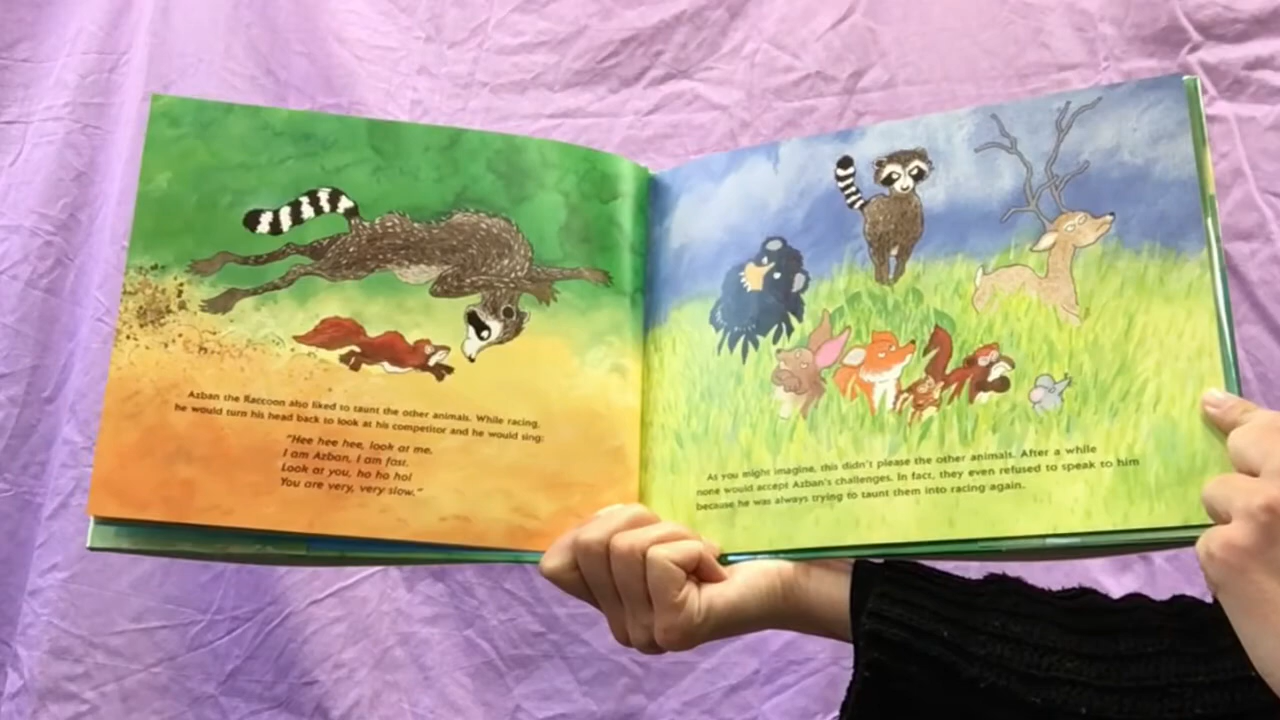 Azban the Raccoon also liked to taunt the other animals. While racing,
he would turn his head back to look at his competitor and he would sing:
"Hee hee hee, look at me,
I am Azban, I am fast.
Look at you, ho ho ho!
You are very, very slow."
As you might imagine, this didn't please the other animals. After a while
none would accept Azban's challenges. In fact, they even refused to speak to him
because he was always trying to taunt them into racing again.